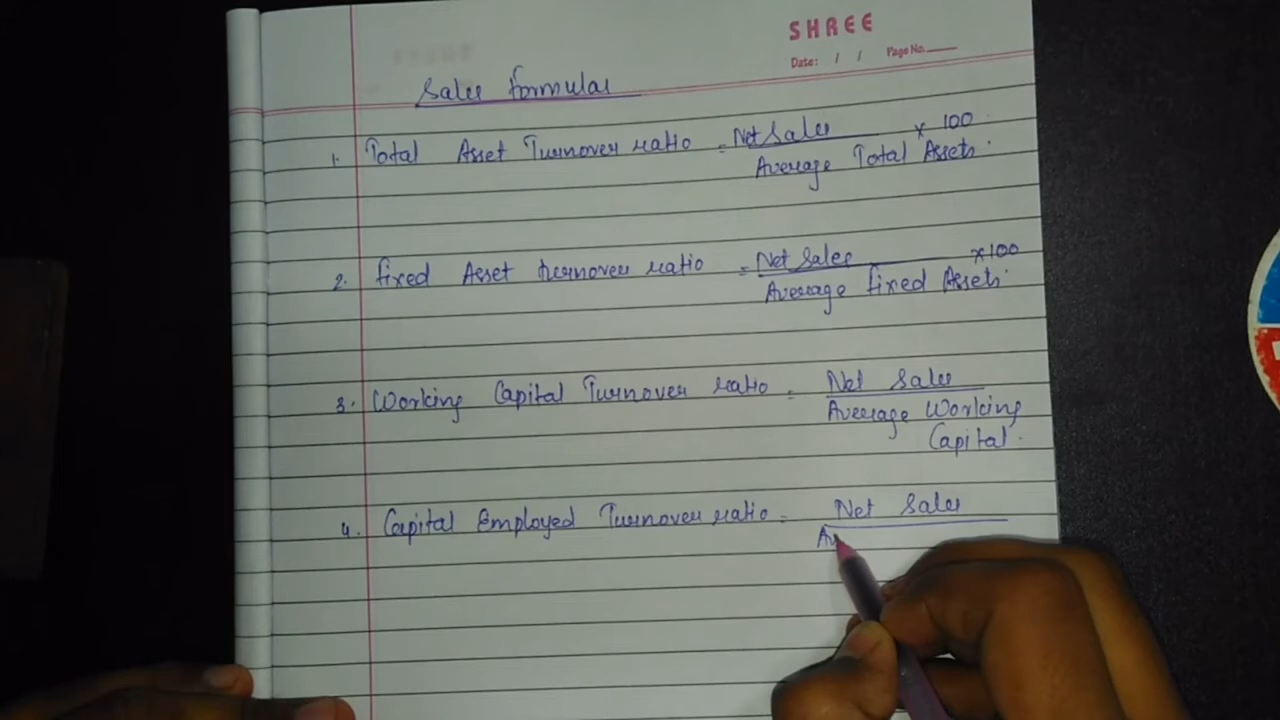 SHREE
Date: / / Page No.
Sales Formulas
1. Total Asset Turnover ratio = Net Sales x 100
Average Total Assets.
2. Fixed Asset turnover ratio = Net Sales x100
Average Fixed Assets.
3. Working Capital Turnover ratio = Net Sales
Average Working
Capital.
4. Capital Employed Turnover ratio = Net Sales
Av